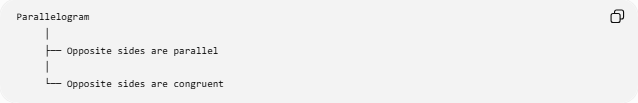 Parallelogram
│
├── Opposite sides are parallel
│
└── Opposite sides are congruent